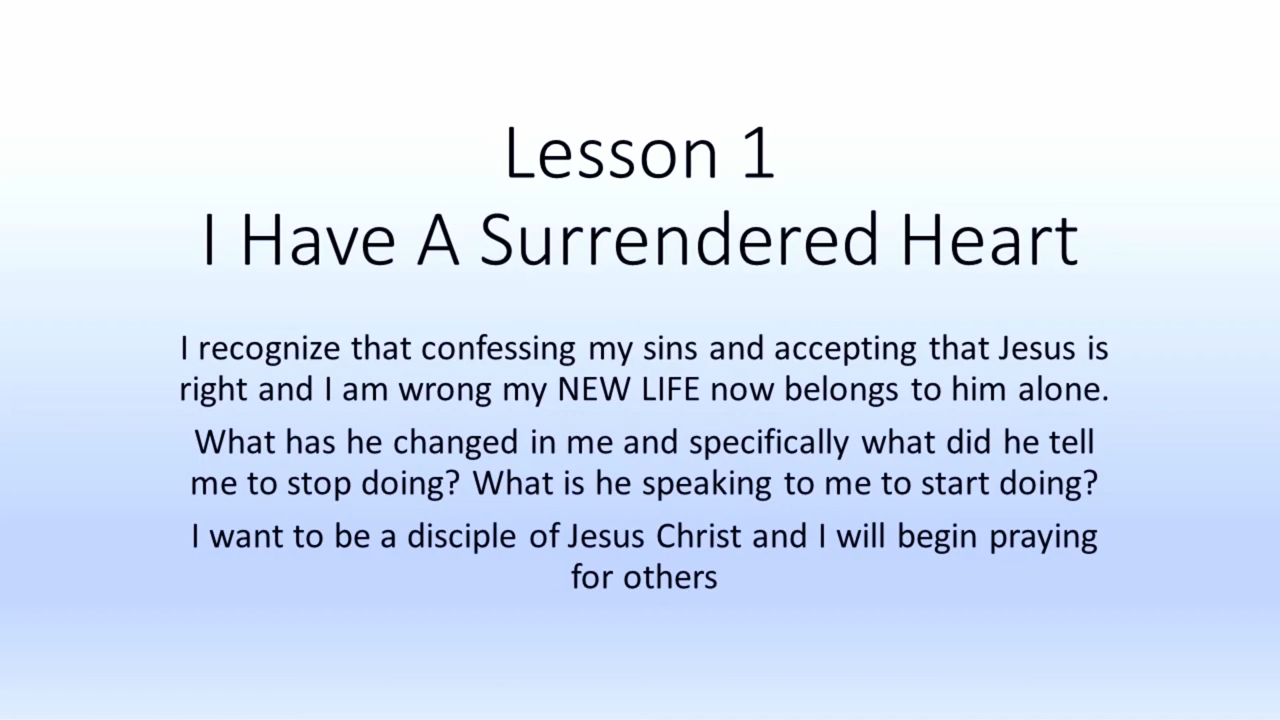 Lesson 1
I Have A Surrendered Heart
I recognize that confessing my sins and accepting that Jesus is
right and I am wrong my NEW LIFE now belongs to him alone.
What has he changed in me and specifically what did he tell
me to stop doing? What is he speaking to me to start doing?
I want to be a disciple of Jesus Christ and I will begin praying
for others